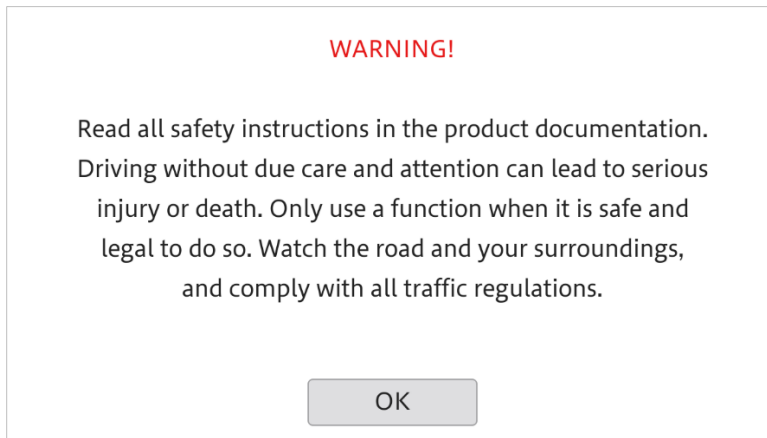 WARNING!
Read all safety instructions in the product documentation.
Driving without due care and attention can lead to serious
injury or death. Only use a function when it is safe and
legal to do so. Watch the road and your surroundings,
and comply with all traffic regulations.
OK